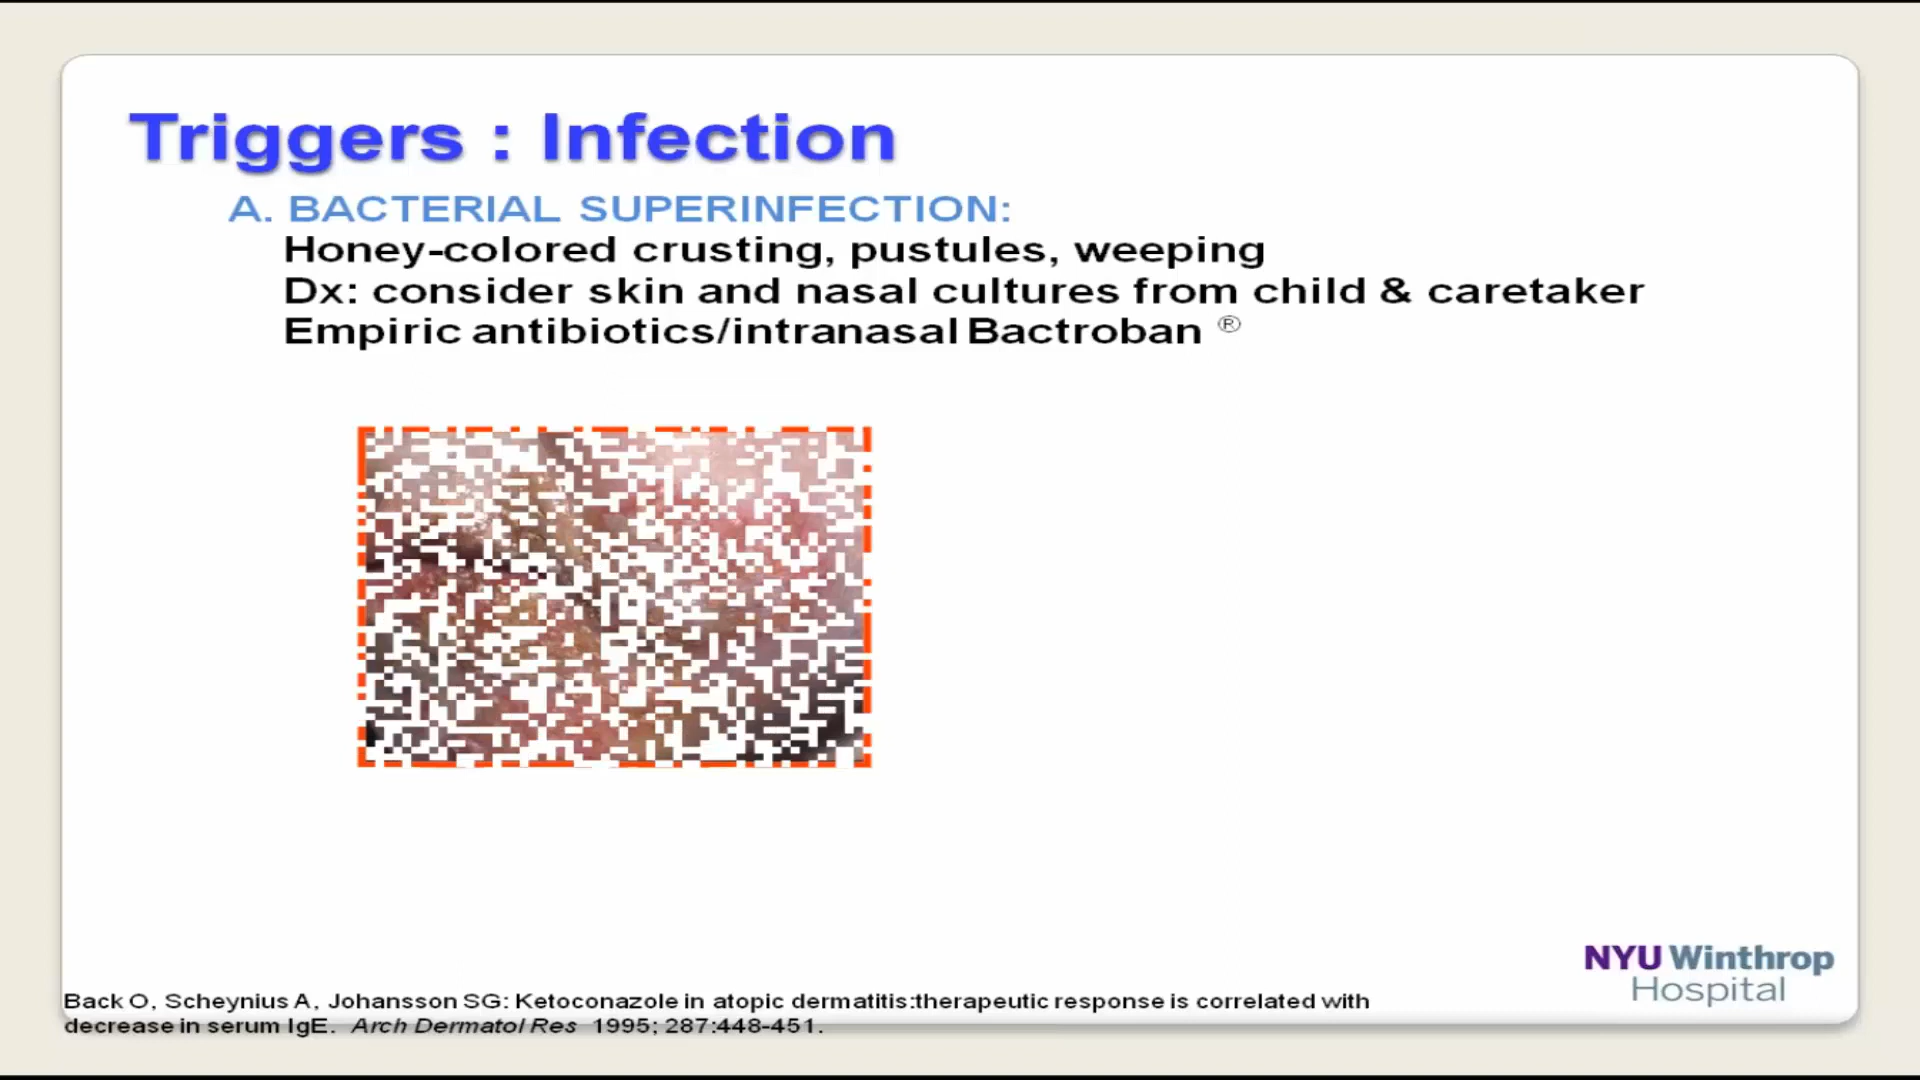 Triggers : Infection
A. BACTERIAL SUPERINFECTION:
Honey-colored crusting, pustules, weeping
Dx: consider skin and nasal cultures from child & caretaker
Empiric antibiotics/intranasal Bactroban ®
NYU Winthrop
Hospital
Back O, Scheynius A, Johansson SG: Ketoconazole in atopic dermatitis:therapeutic response is correlated with
decrease in serum IgE. Arch Dermatol Res 1995; 287:448-451.